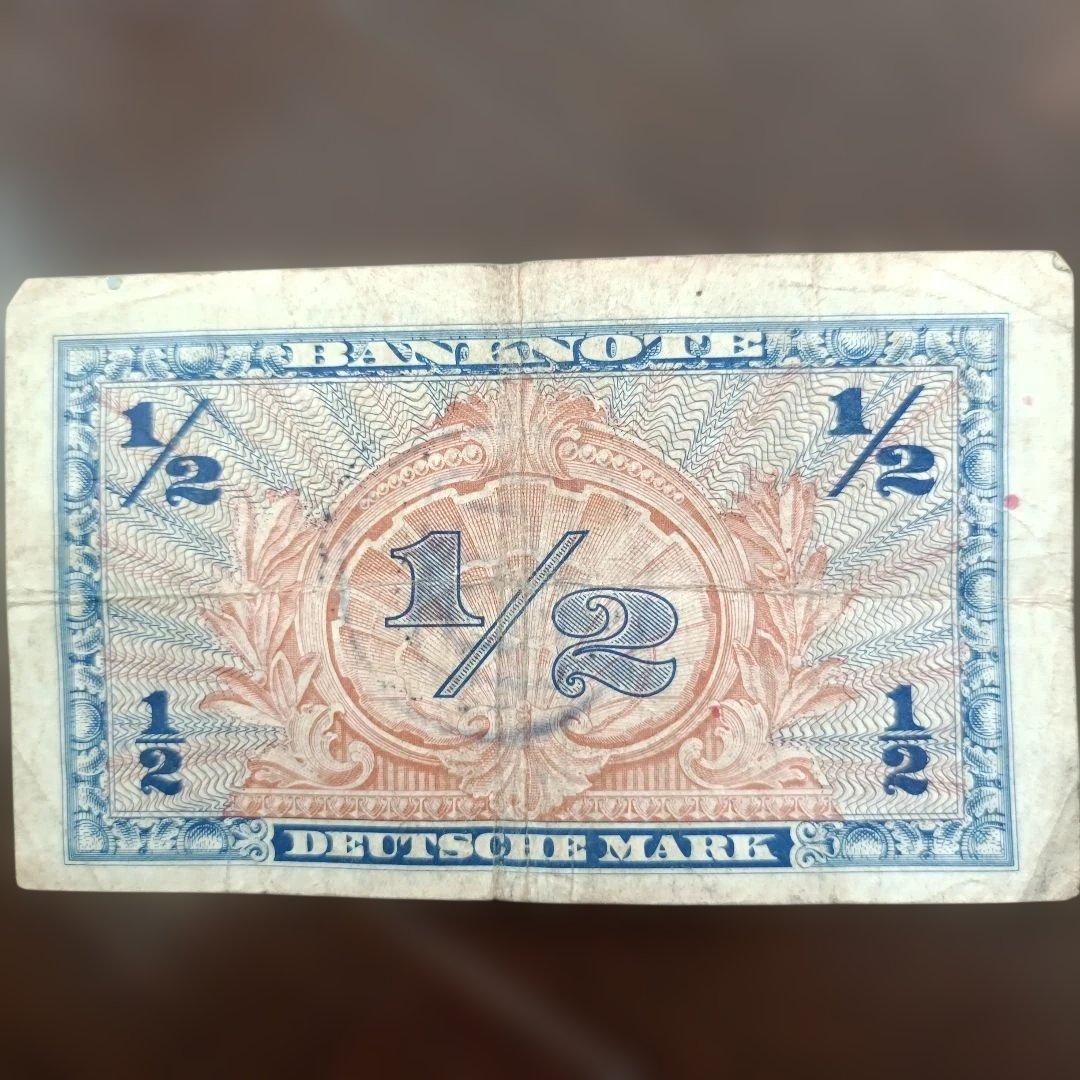 BANKNOTE
1/2 1/2
1/2
1/2 1/2
DEUTSCHE MARK